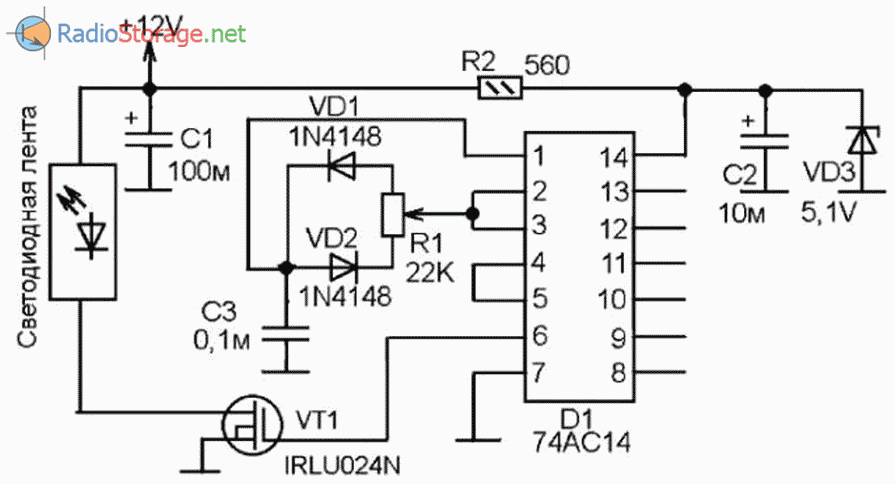 RadioStorage.net
+12V
R2 560
VD1
1N4148
+
C1
100м
Светодиодная лента
VD2
1N4148
R1
22K
C3
0,1м
1 14
2 13
3 12
4 11
5 10
6 9
7 8
D1
74AC14
+
C2
10м
VD3
5,1V
VT1
IRLU024N